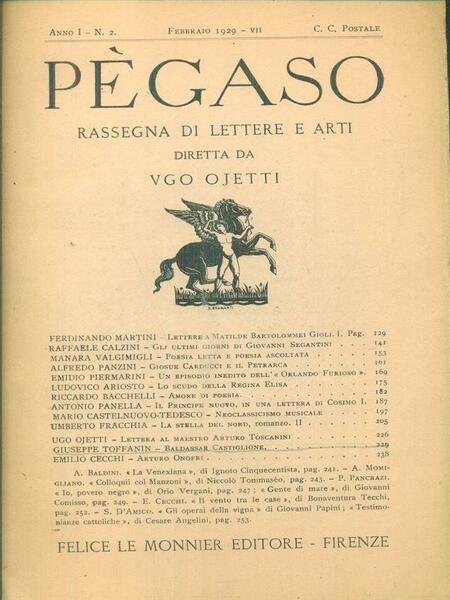 ANNO I – N. 2. FEBBRAIO 1929 – VII C. C. POSTALE
PÈGASO
RASSEGNA DI LETTERE E ARTI
DIRETTA DA
VGO OJETTI
FERDINANDO MARTINI – LETTERE A MATILDE BARTOLOMMEI GIOLI. I. Pag. 129
RAFFAELE CALZINI – GLI ULTIMI GIORNI DI GIOVANNI SEGANTINI . . . . 141
MANARA VALGIMIGLI – POESIA LETTA E POESIA ASCOLTATA . . . . . 153
ALFREDO PANZINI – GIOSUE CARDUCCI E IL PETRARCA . . . . . 161
EMIDIO PIERMARINI – UN EPISODIO INEDITO DELL'« ORLANDO FURIOSO ». 169
LUDOVICO ARIOSTO – LO SCUDO DELLA REGINA ELISA . . . . . 175
RICCARDO BACCHELLI – AMORE DI POESIA. . . . . . . 182
ANTONIO PANELLA – IL PRINCIPE NUOVO, IN UNA LETTERA DI COSIMO I. 187
MARIO CASTELNUOVO-TEDESCO – NEOCLASSICISMO MUSICALE . . . . 197
UMBERTO FRACCHIA – LA STELLA DEL NORD, romanzo. II . . . . 205
UGO OJETTI – LETTERA AL MAESTRO ARTURO TOSCANINI . . . . . 226
GIUSEPPE TOFFANIN – BALDASSAR CASTIGLIONE. . . . . . 229
EMILIO CECCHI – ARTURO ONOFRI . . . . . . . 238
A. BALDINI. « La Venexiana », di Ignoto Cinquecentista, pag. 241. – A. MOMI-
GLIANO. « Colloquii col Manzoni », di Niccolò Tommasèo, pag. 243. – P. PANCRAZI.
« Io, povero negro », di Orio Vergani, pag. 247 ; « Gente di mare », di Giovanni
Comisso, pag. 249. – E. CECCHI. « Il vento tra le case », di Bonaventura Tecchi,
pag. 252. – S. D'AMICO. « Gli operai della vigna » di Giovanni Papini ; « Testimo-
nianze cattoliche », di Cesare Angelini, pag. 253.
FELICE LE MONNIER EDITORE - FIRENZE